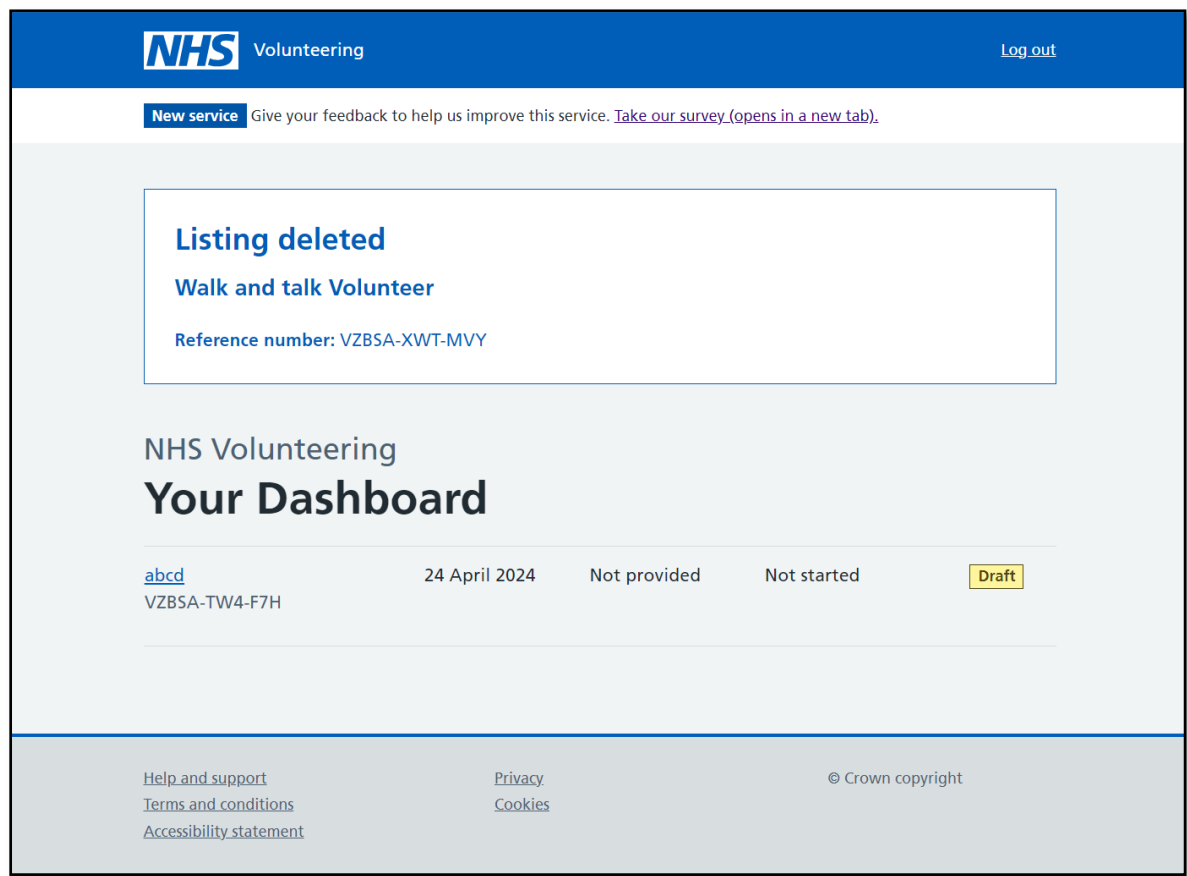 NHS Volunteering Log out
New service Give your feedback to help us improve this service. Take our survey (opens in a new tab).
Listing deleted
Walk and talk Volunteer
Reference number: VZBSA-XWT-MVY
NHS Volunteering
Your Dashboard
abcd 24 April 2024 Not provided Not started Draft
VZBSA-TW4-F7H
Help and support Privacy © Crown copyright
Terms and conditions Cookies
Accessibility statement